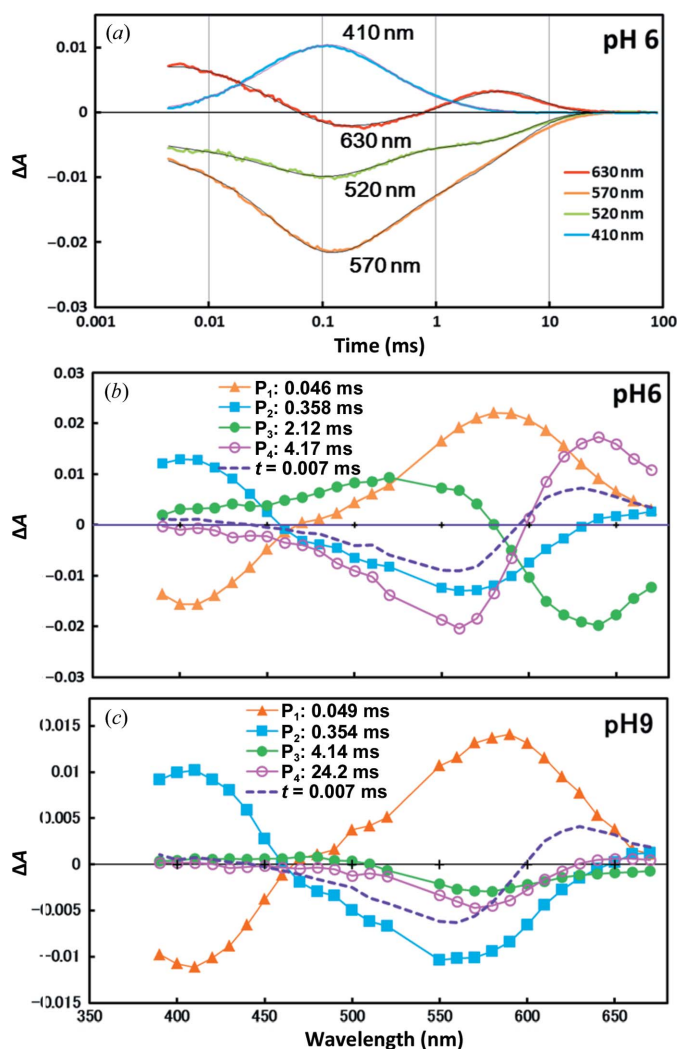 (a)
410 nm
pH 6
0.01
0
−0.01
−0.02
−0.03
ΔA
630 nm
520 nm
570 nm
630 nm
570 nm
520 nm
410 nm
0.001
0.01
0.1
1
10
100
Time (ms)
0.03
0.02
0.01
0
−0.01
−0.02
−0.03
ΔA
(b)
P₁: 0.046 ms
P₂: 0.358 ms
P₃: 2.12 ms
P₄: 4.17 ms
t = 0.007 ms
pH6
(c)
P₁: 0.049 ms
P₂: 0.354 ms
P₃: 4.14 ms
P₄: 24.2 ms
t = 0.007 ms
pH9
0.015
0.01
0.005
0
−0.005
−0.01
−0.015
ΔA
350
400
450
500
550
600
650
Wavelength (nm)